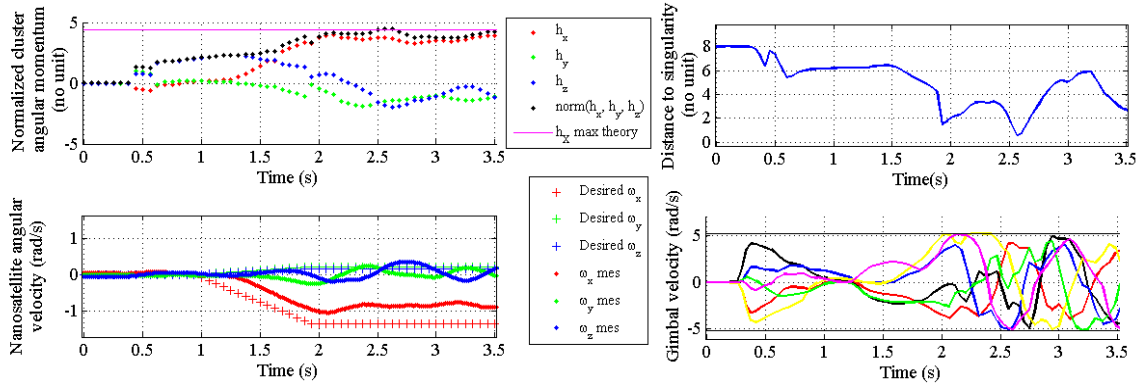 Normalized cluster
angular momentum
(no unit)
5
0
-5
0 0.5 1 1.5 2 2.5 3 3.5
Time (s)
h_x
h_y
h_z
norm(h_x, h_y, h_z)
h_X max theory
Distance to singularity
(no unit)
8
6
4
2
0
0 0.5 1 1.5 2 2.5 3 3.5
Time(s)
Nanosatellite angular
velocity (rad/s)
1
0
-1
0 0.5 1 1.5 2 2.5 3 3.5
Time (s)
Desired ω_x
Desired ω_y
Desired ω_z
ω_x mes
ω_y mes
ω_z mes
Gimbal velocity (rad/s)
5
0
-5
0 0.5 1 1.5 2 2.5 3 3.5
Time (s)